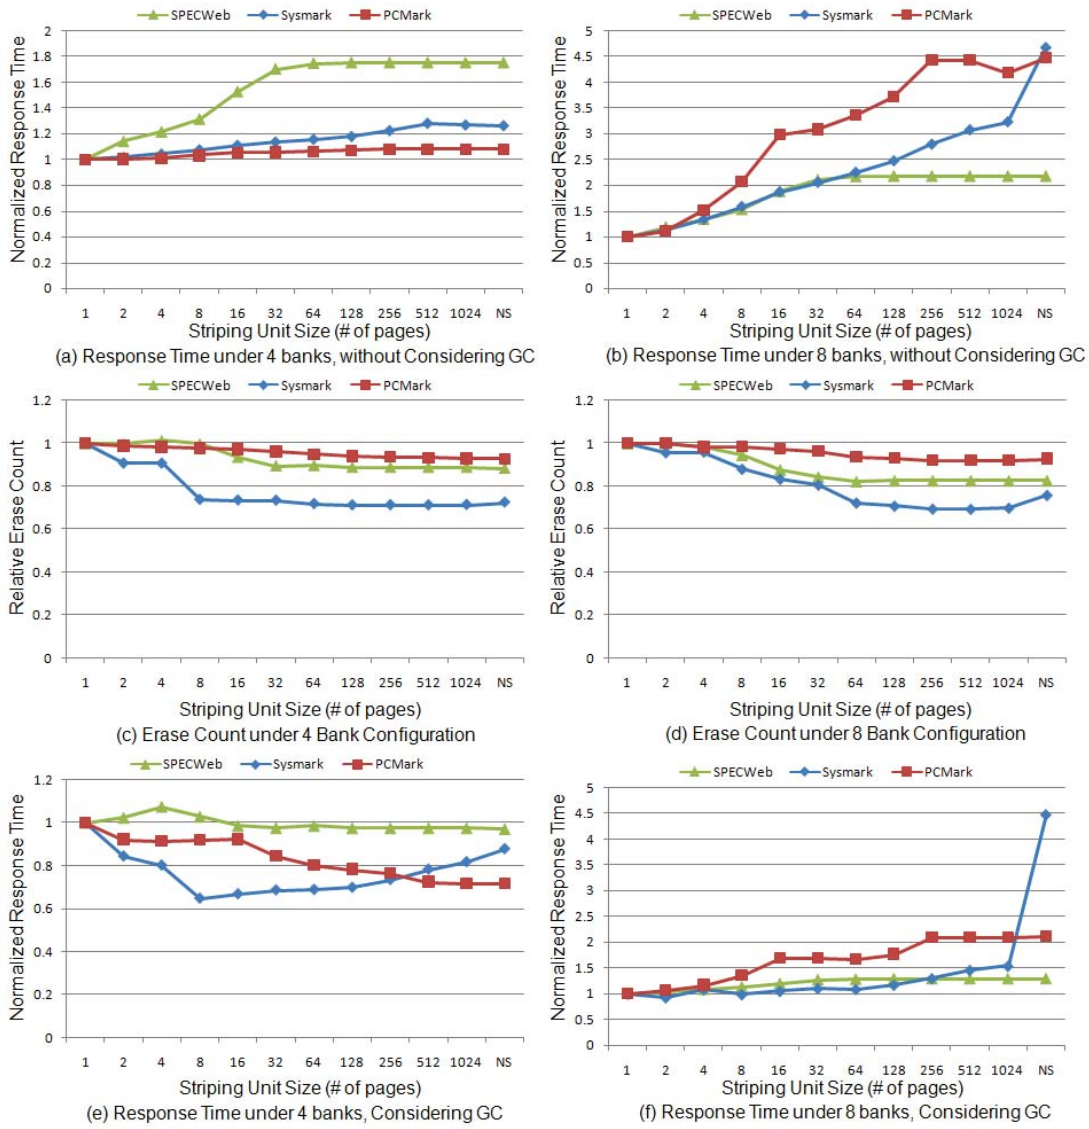 SPECWeb Sysmark PCMark
Normalized Response Time
2
1.8
1.6
1.4
1.2
1
0.8
0.6
0.4
0.2
0
1 2 4 8 16 32 64 128 256 512 1024 NS
Striping Unit Size (# of pages)
(a) Response Time under 4 banks, without Considering GC
SPECWeb Sysmark PCMark
Normalized Response Time
5
4.5
4
3.5
3
2.5
2
1.5
1
0.5
0
1 2 4 8 16 32 64 128 256 512 1024 NS
Striping Unit Size (# of pages)
(b) Response Time under 8 banks, without Considering GC
SPECWeb Sysmark PCMark
Relative Erase Count
1.2
1
0.8
0.6
0.4
0.2
0
1 2 4 8 16 32 64 128 256 512 1024 NS
Striping Unit Size (# of pages)
(c) Erase Count under 4 Bank Configuration
SPECWeb Sysmark PCMark
Relative Erase Count
1.2
1
0.8
0.6
0.4
0.2
0
1 2 4 8 16 32 64 128 256 512 1024 NS
Striping Unit Size (# of pages)
(d) Erase Count under 8 Bank Configuration
SPECWeb Sysmark PCMark
Normalized Response Time
1.2
1
0.8
0.6
0.4
0.2
0
1 2 4 8 16 32 64 128 256 512 1024 NS
Striping Unit Size (# of pages)
(e) Response Time under 4 banks, Considering GC
SPECWeb Sysmark PCMark
Normalized Response Time
5
4.5
4
3.5
3
2.5
2
1.5
1
0.5
0
1 2 4 8 16 32 64 128 256 512 1024 NS
Striping Unit Size (# of pages)
(f) Response Time under 8 banks, Considering GC